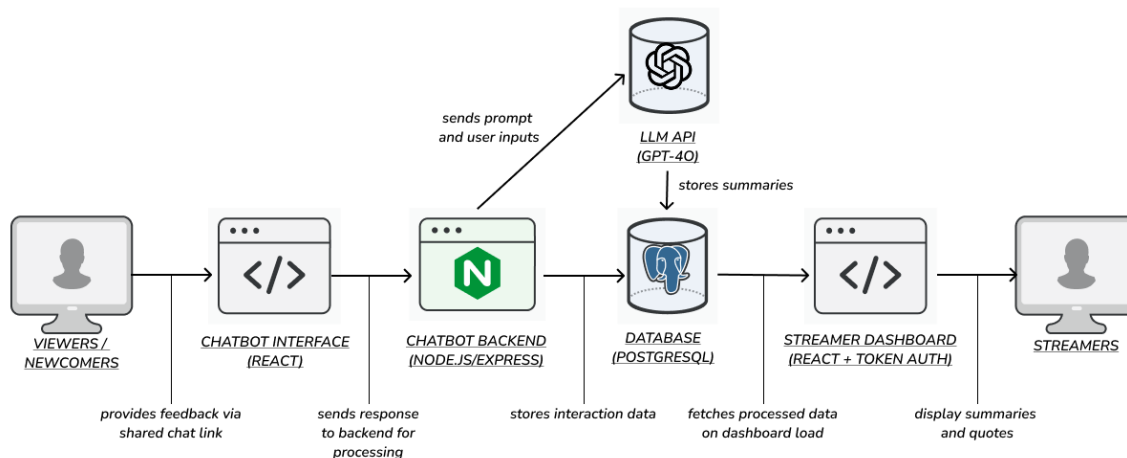 sends prompt
and user inputs
LLM API
(GPT-4O)
stores summaries
VIEWERS /
NEWCOMERS
CHATBOT INTERFACE
(REACT)
CHATBOT BACKEND
(NODE.JS/EXPRESS)
DATABASE
(POSTGRESQL)
STREAMER DASHBOARD
(REACT + TOKEN AUTH)
STREAMERS
provides feedback via
shared chat link
sends response
to backend for
processing
stores interaction data
fetches processed data
on dashboard load
display summaries
and quotes